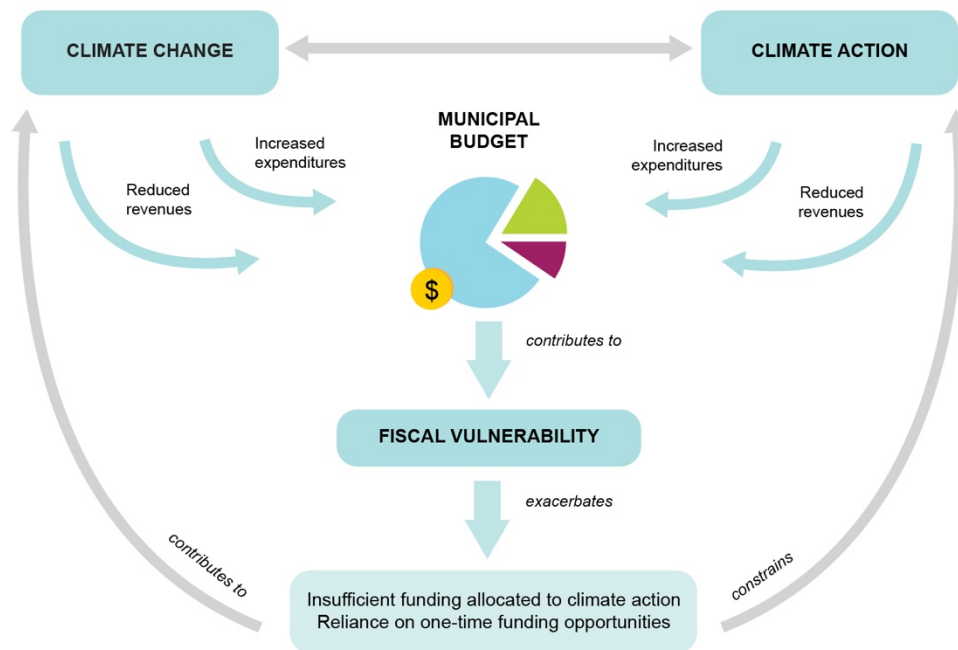 CLIMATE CHANGE
CLIMATE ACTION
MUNICIPAL
BUDGET
Increased
expenditures
Reduced
revenues
Increased
expenditures
Reduced
revenues
$
contributes to
FISCAL VULNERABILITY
exacerbates
contributes to
constrains
Insufficient funding allocated to climate action
Reliance on one-time funding opportunities